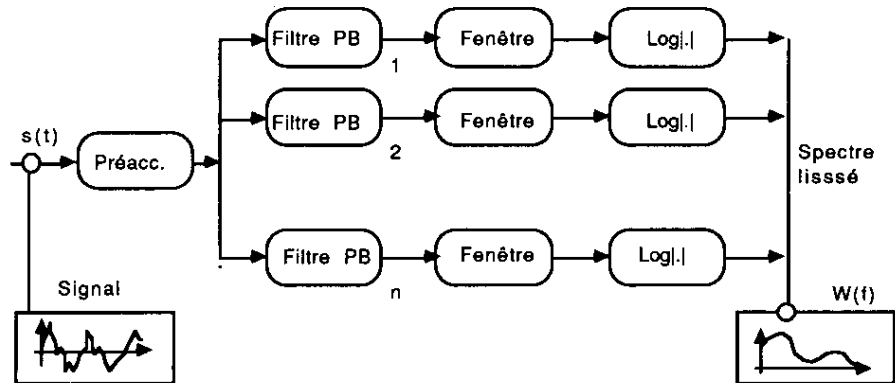 Filtre PB
1
Fenêtre
Log|.|
s(t)
Filtre PB
2
Fenêtre
Log|.|
Préacc.
Spectre
lisssé
Filtre PB
n
Fenêtre
Log|.|
Signal
W(f)